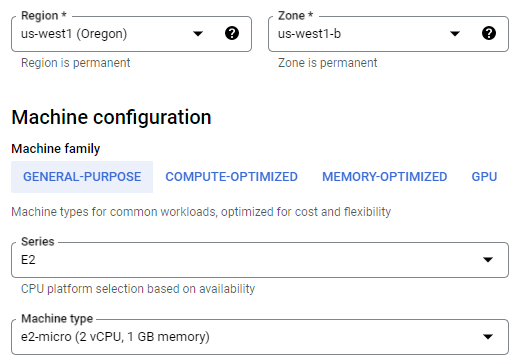 Region *
Zone *
us-west1 (Oregon)
us-west1-b
Region is permanent
Zone is permanent
Machine configuration
Machine family
GENERAL-PURPOSE COMPUTE-OPTIMIZED MEMORY-OPTIMIZED GPU
Machine types for common workloads, optimized for cost and flexibility
Series
E2
CPU platform selection based on availability
Machine type
e2-micro (2 vCPU, 1 GB memory)